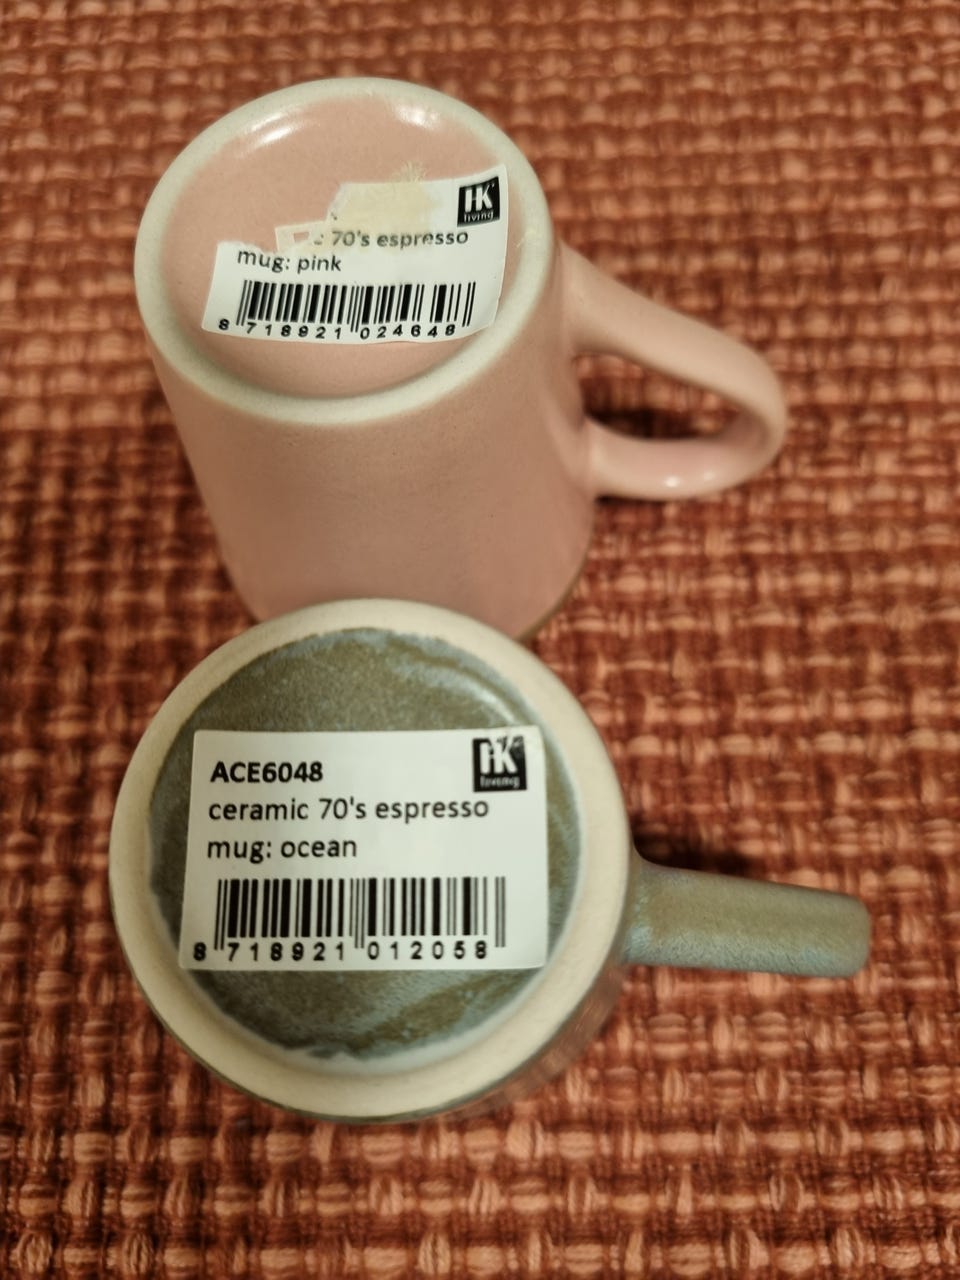 HK
living
70's espresso
mug: pink
8 718921 024648
HK
living
ACE6048
ceramic 70's espresso
mug: ocean
8 718921 012058